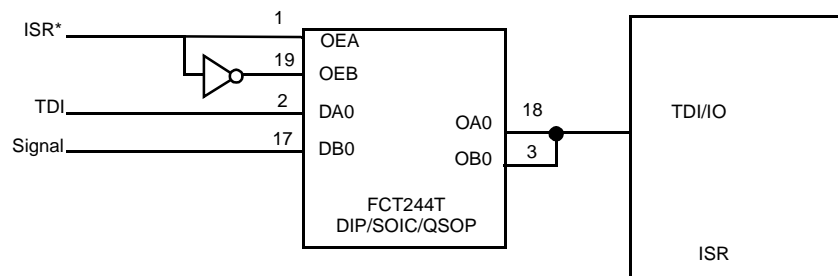 ISR*
1
OEA
19
OEB
TDI
2
DA0
Signal
17
DB0
OA0
18
OB0
3
TDI/IO
FCT244T
DIP/SOIC/QSOP
ISR